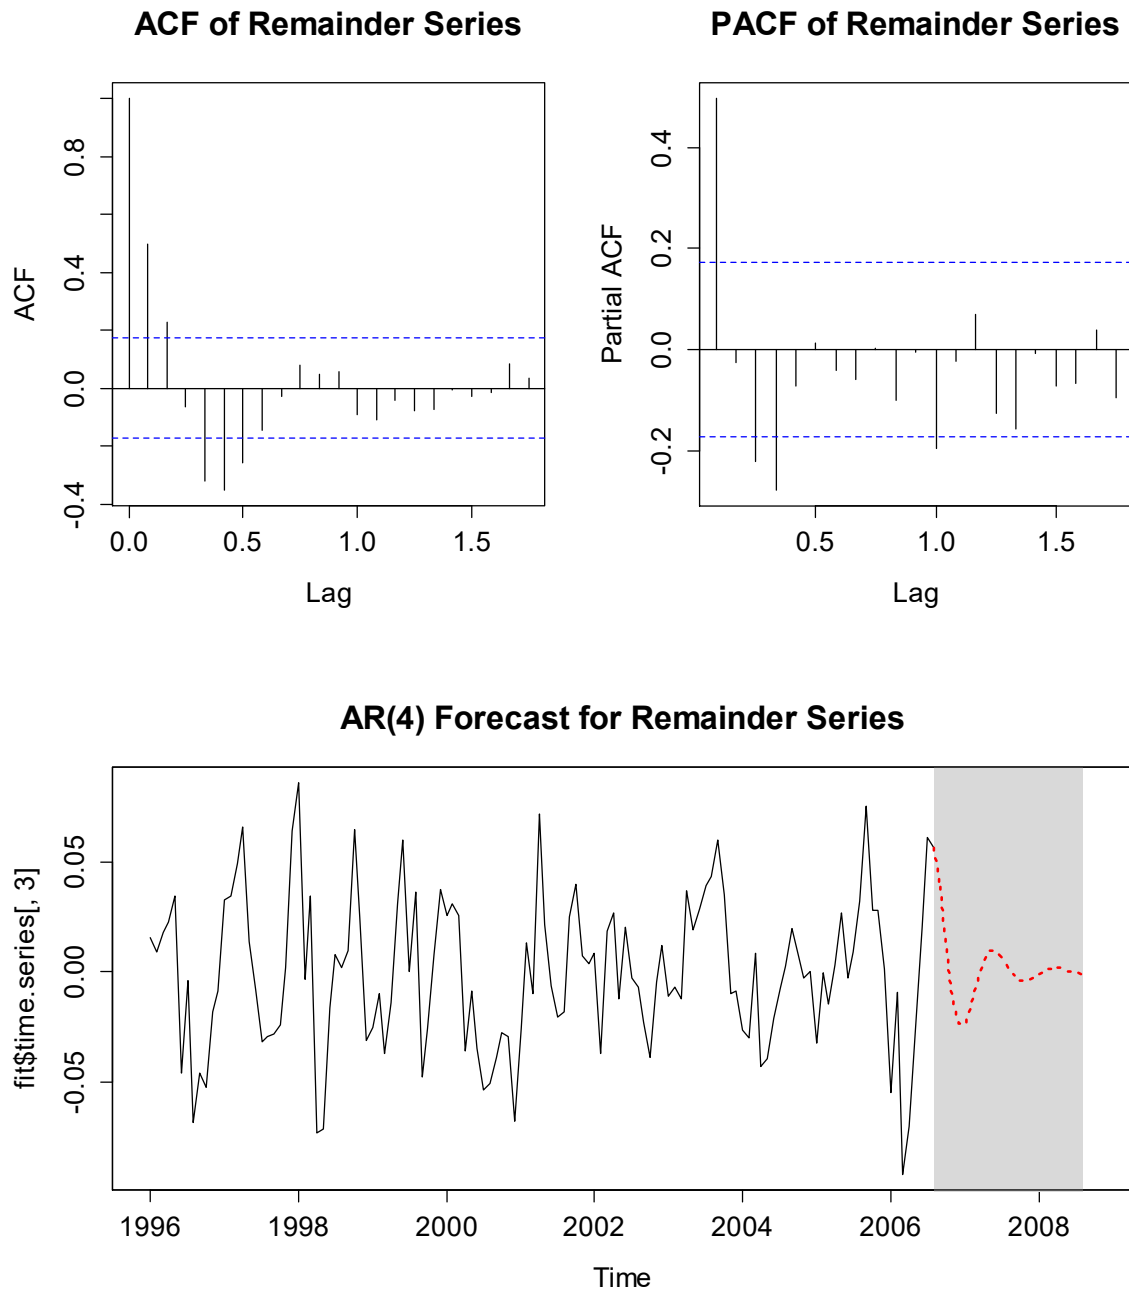 ACF of Remainder Series
PACF of Remainder Series
ACF
-0.4
0.0
0.4
0.8
0.0
0.5
1.0
1.5
Lag
Partial ACF
-0.2
0.0
0.2
0.4
0.5
1.0
1.5
Lag
AR(4) Forecast for Remainder Series
fit$time.series[, 3]
-0.05
0.00
0.05
1996
1998
2000
2002
2004
2006
2008
Time